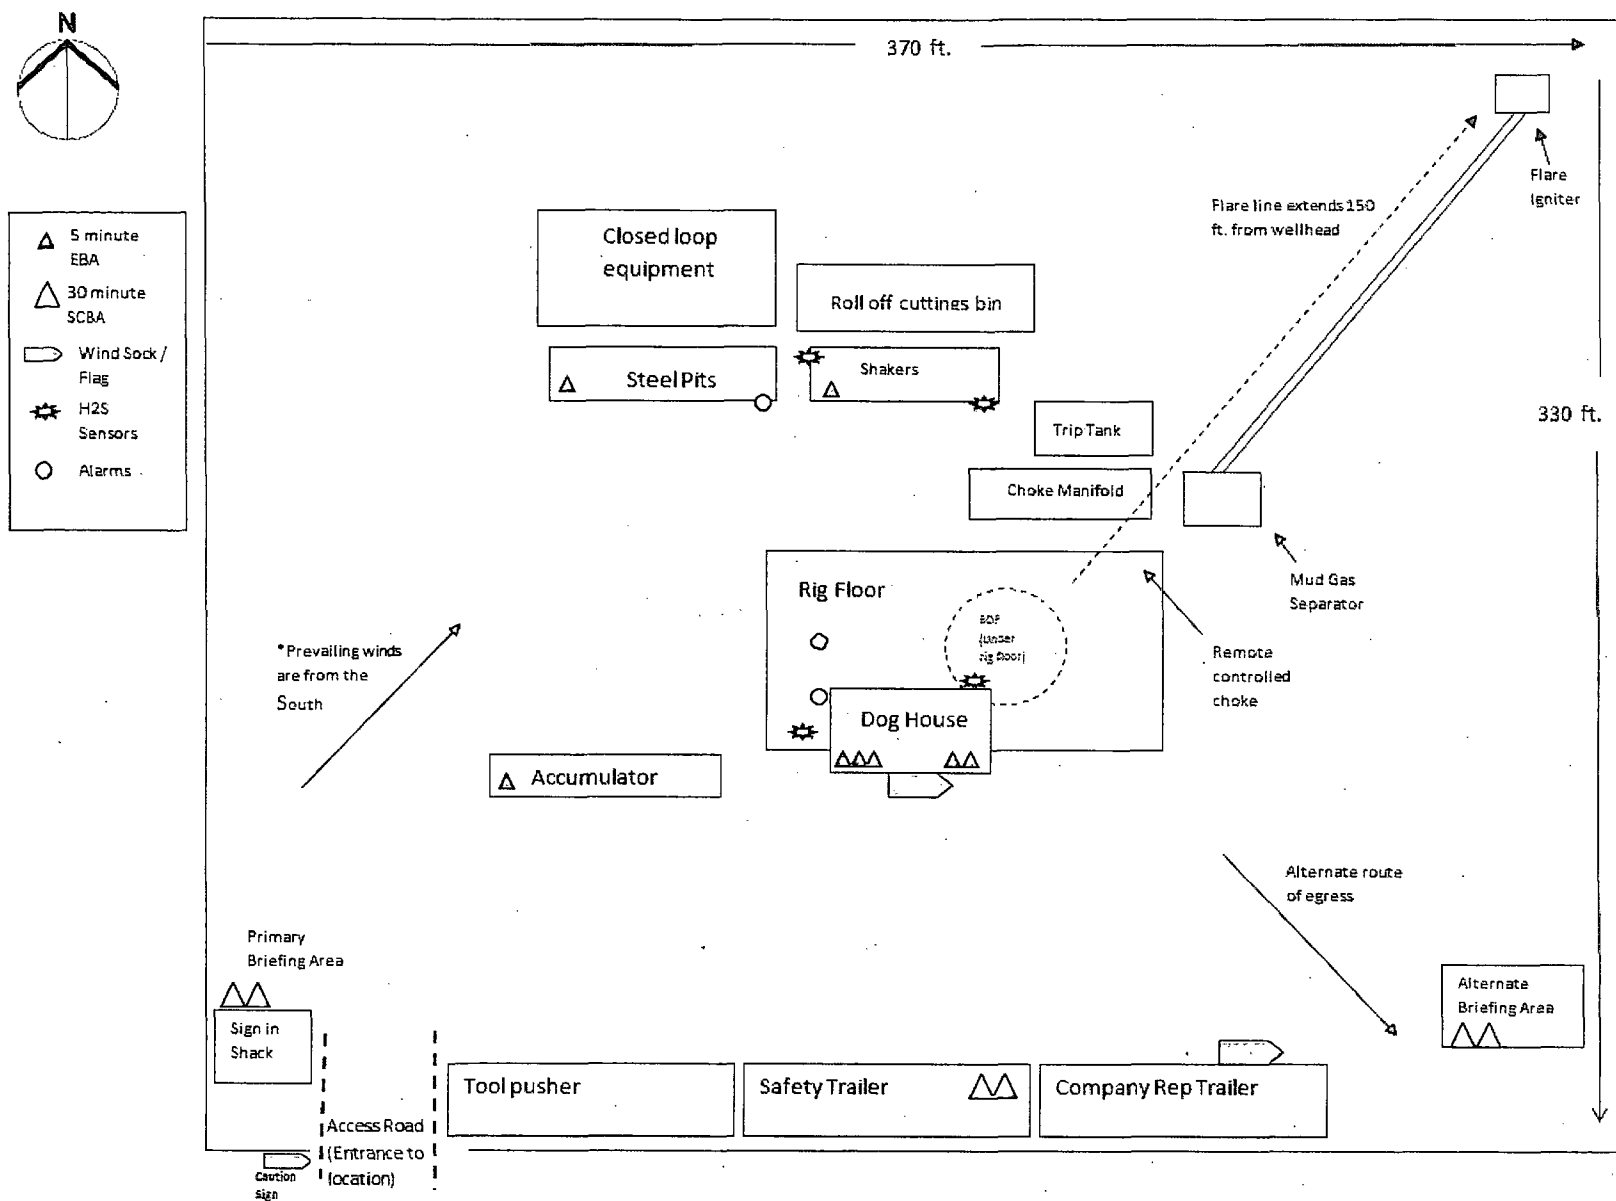 N
370 ft.
Flare
Igniter
Flare line extends 150
ft. from wellhead
5 minute
EBA
30 minute
SCBA
Wind Sock /
Flag
H2S
Sensors
Alarms
Closed loop
equipment
Roll off cuttings bin
Steel Pits
Shakers
330 ft.
Trip Tank
Choke Manifold
Mud Gas
Separator
Rig Floor
BOP
(under
rig floor)
Remote
controlled
choke
*Prevailing winds
are from the
South
Dog House
Accumulator
Alternate route
of egress
Primary
Briefing Area
Alternate
Briefing Area
Sign in
Shack
Tool pusher
Safety Trailer
Company Rep Trailer
Access Road
(Entrance to
location)
Caution
sign